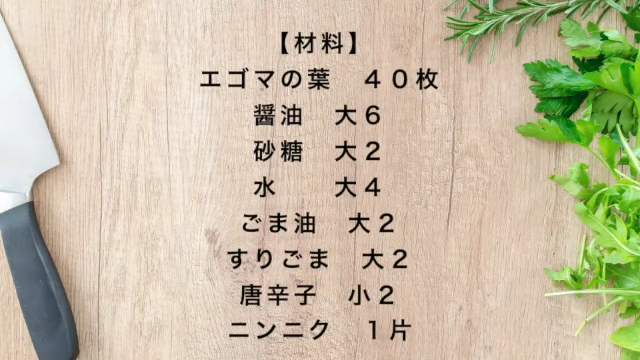 【材料】
エゴマの葉　４０枚
醤油　大６
砂糖　大２
水　　大４
ごま油　大２
すりごま　大２
唐辛子　小２
ニンニク　１片